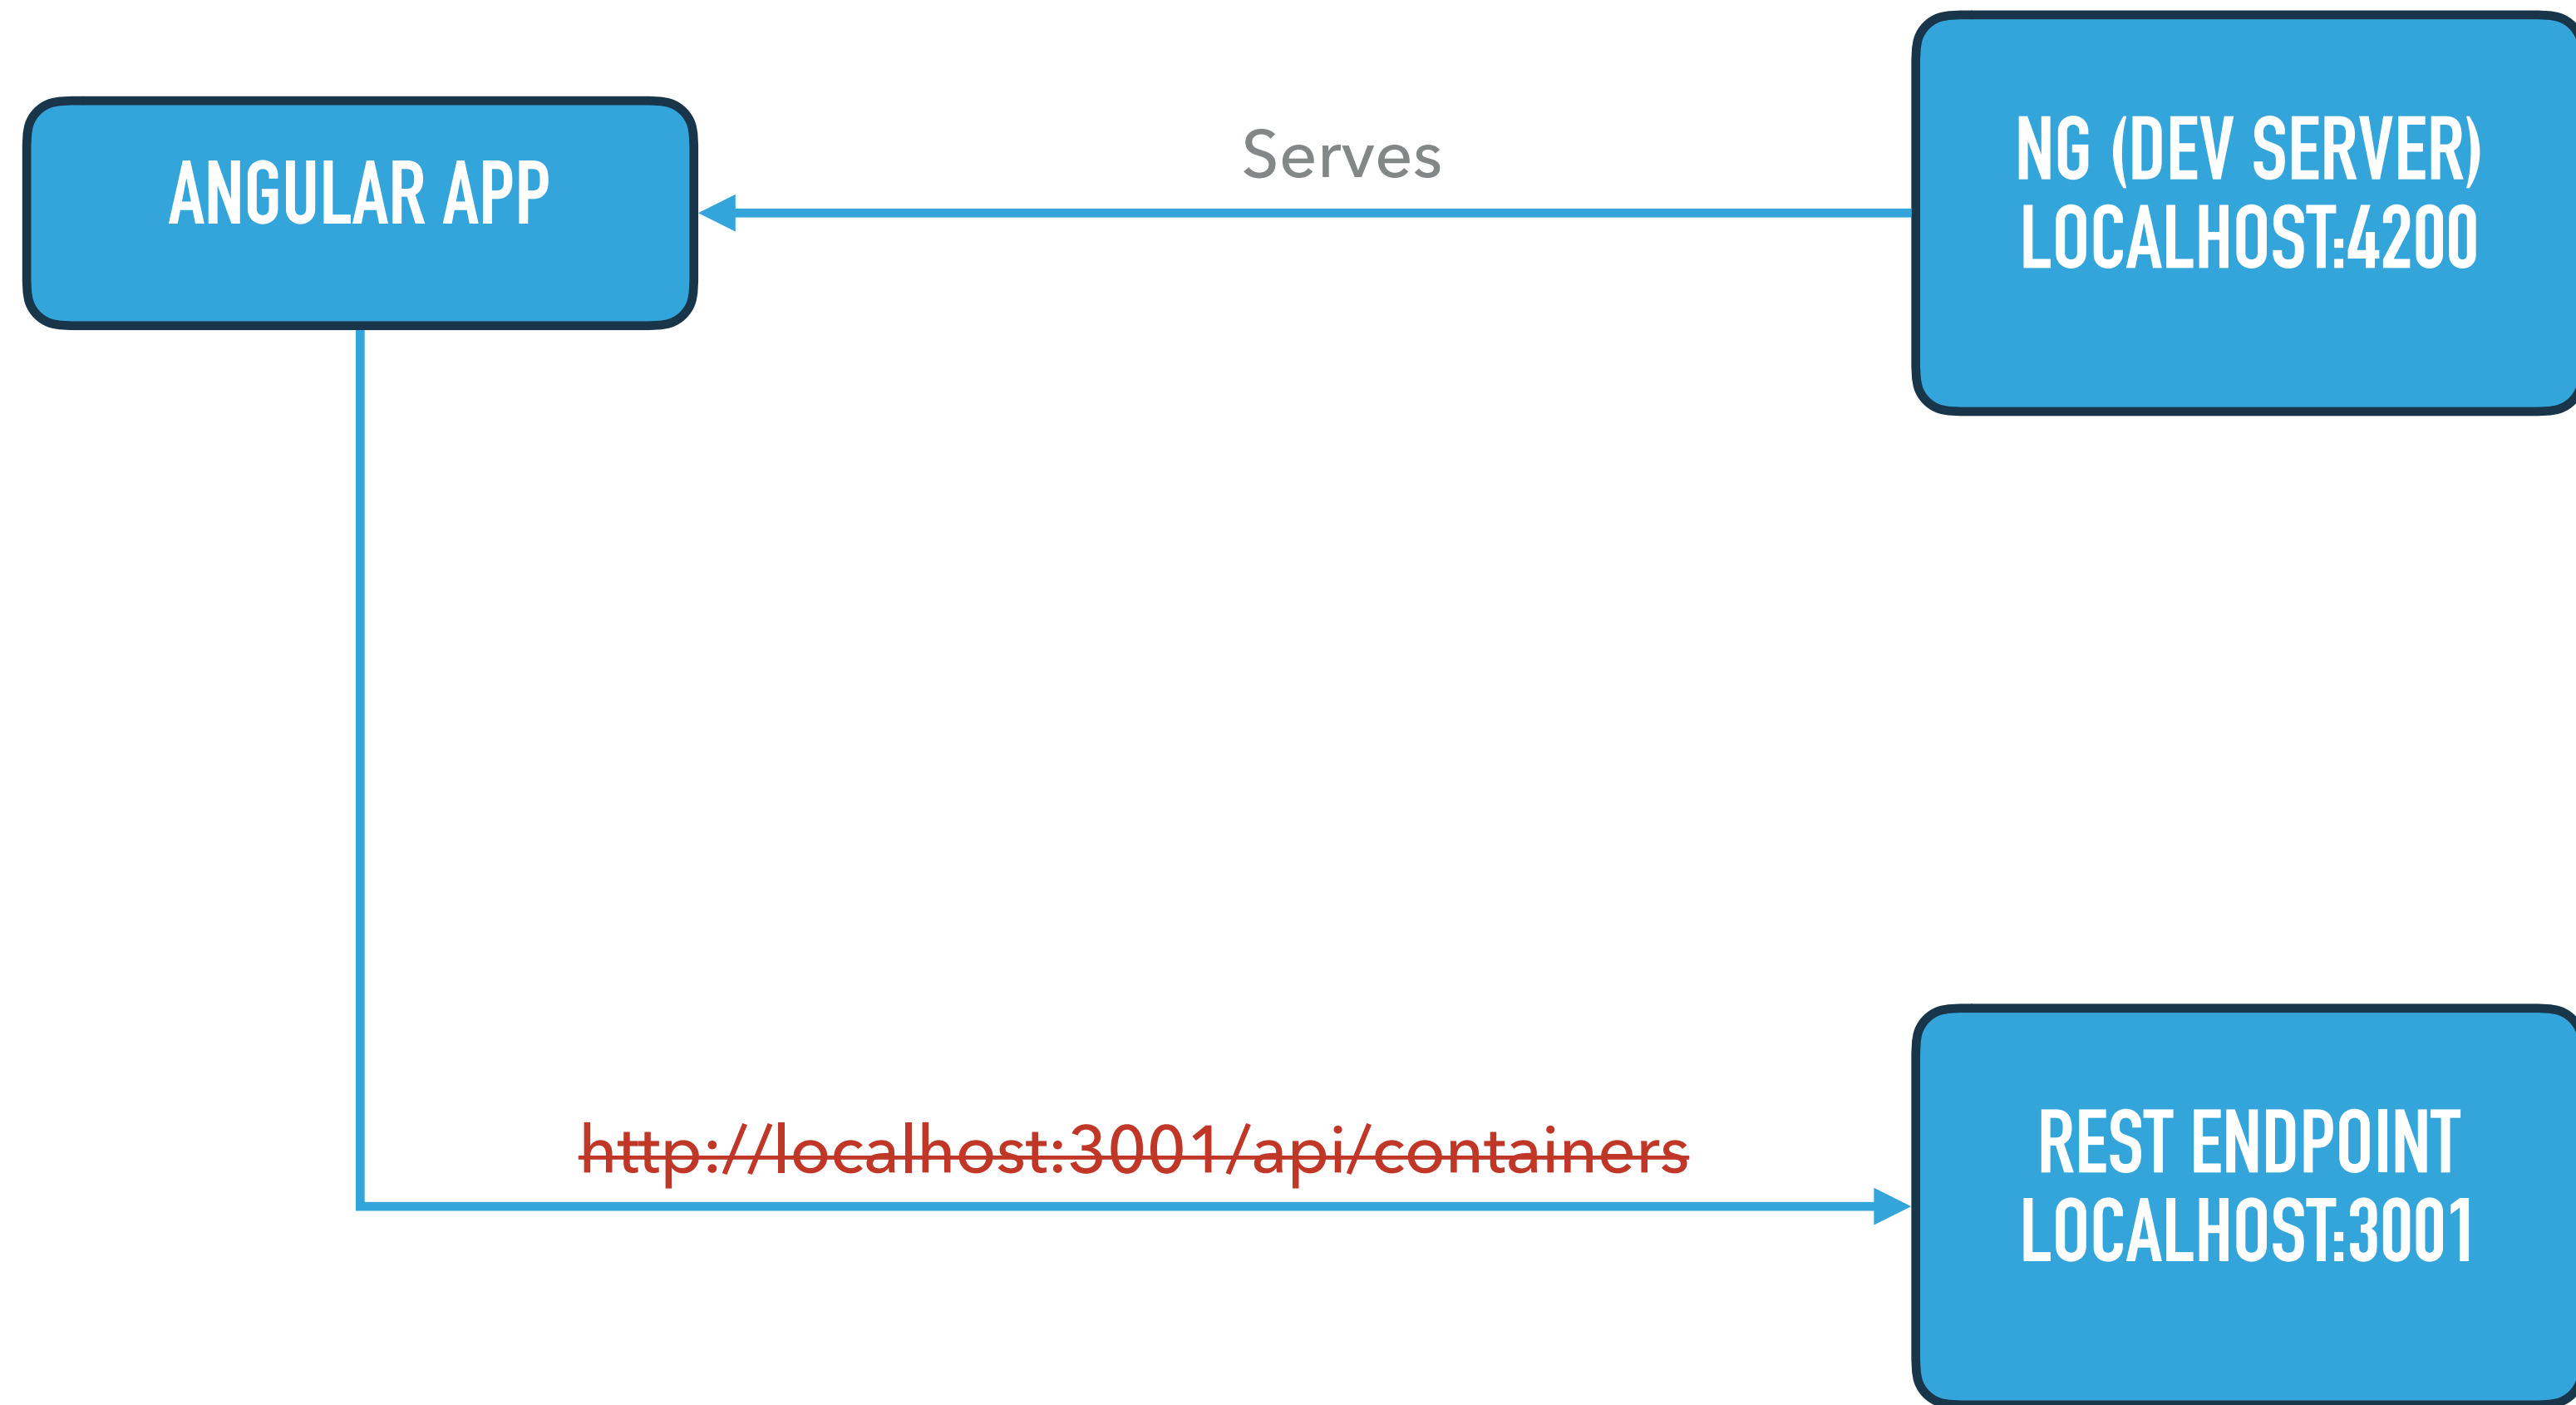 ANGULAR APP
Serves
NG (DEV SERVER)
LOCALHOST:4200
http://localhost:3001/api/containers
REST ENDPOINT
LOCALHOST:3001